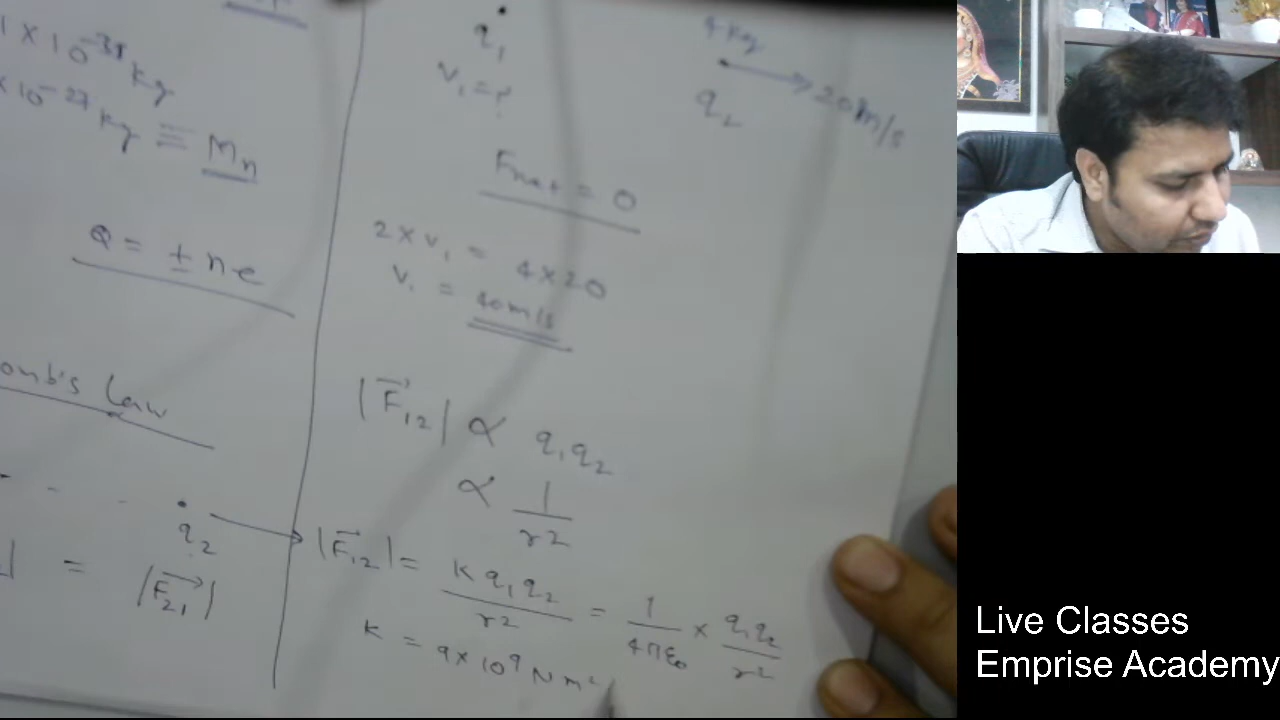 1 × 10⁻³¹ kg
× 10⁻²⁷ kg ≡ Mn
Q = ± ne
omb's Law
q₂
| = |F₂₁|
q₁
V₁ = ?
4 kg
20 m/s
q₂
Fnet = 0
2 × V₁ = 4 × 20
V₁ = 40 m/s
|F₁₂| ∝ q₁q₂
∝ 1/r²
|F₁₂| = K q₁q₂/r² = 1/4πε₀ × q₁q₂/r²
K = 9 × 10⁹ N m²
Live Classes
Emprise Academy